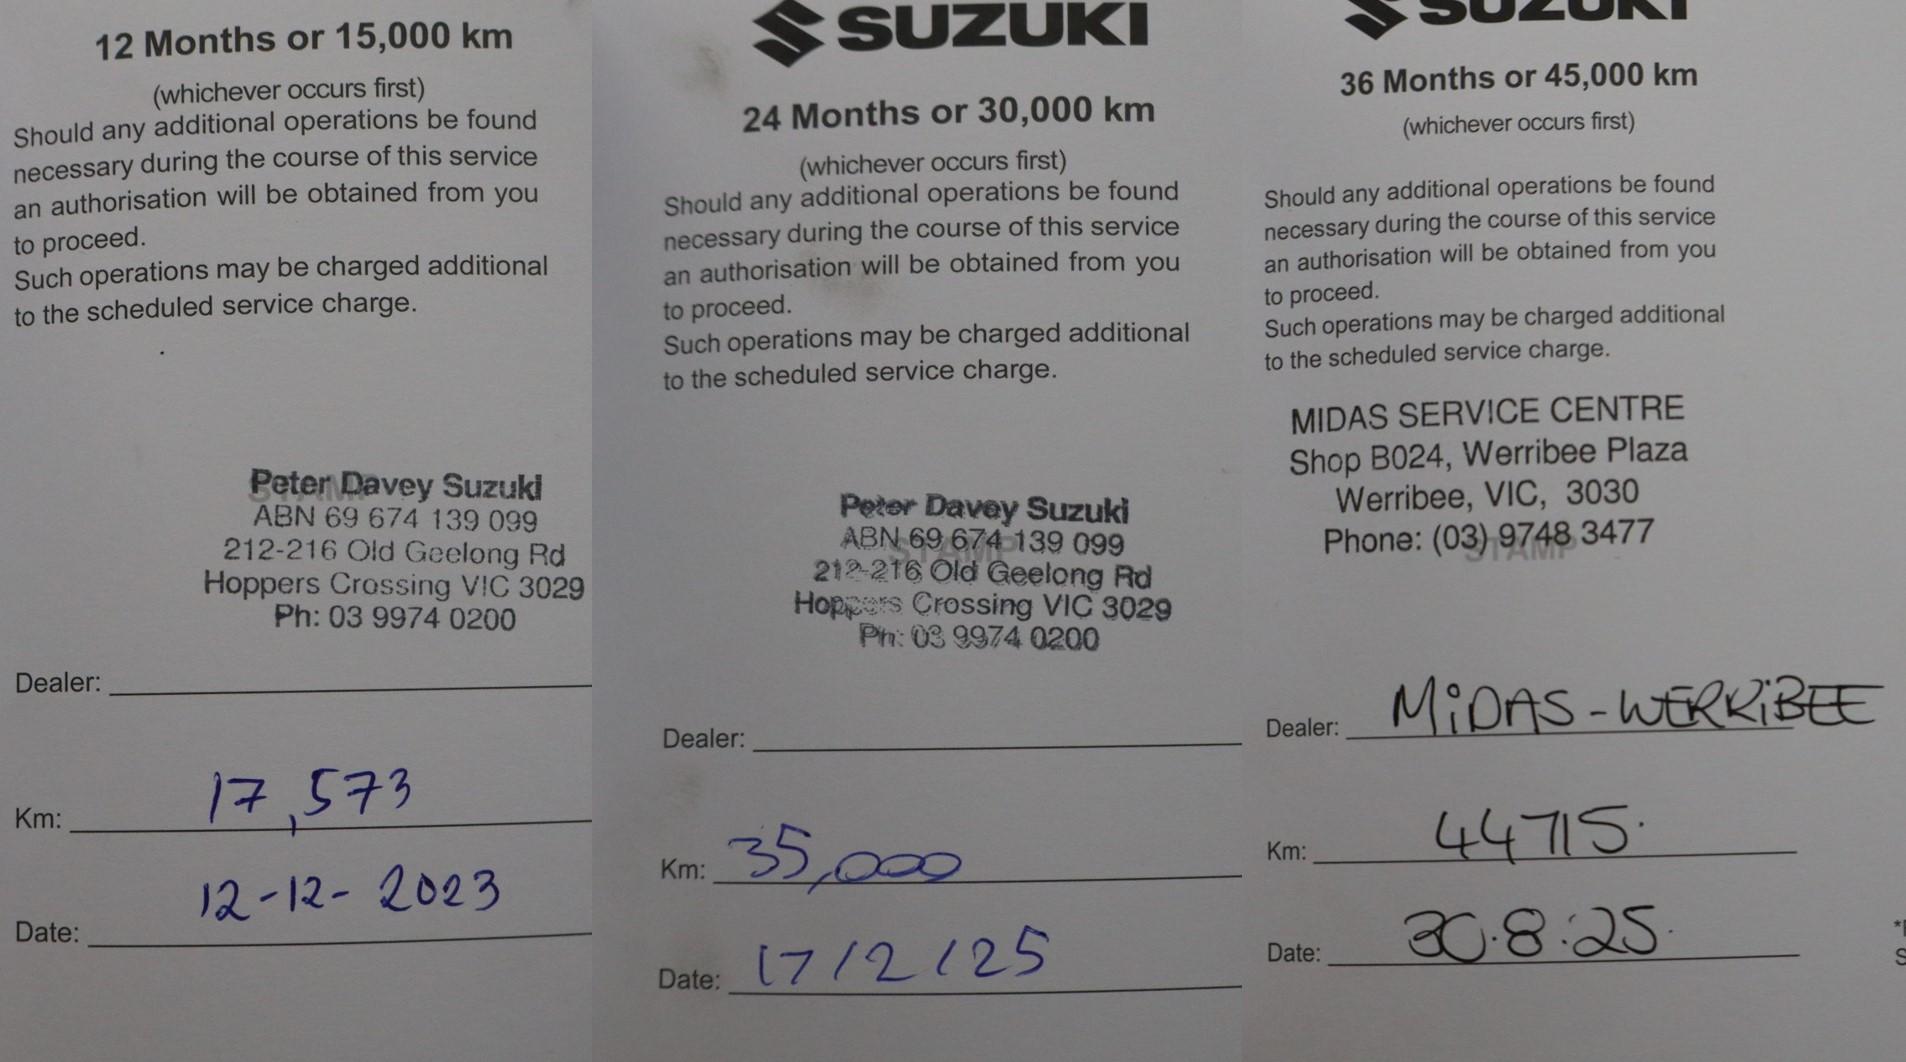 12 Months or 15,000 km
(whichever occurs first)
Should any additional operations be found
necessary during the course of this service
an authorisation will be obtained from you
to proceed.
Such operations may be charged additional
to the scheduled service charge.
STAMP
Peter Davey Suzuki
ABN 69 674 139 099
212-216 Old Geelong Rd
Hoppers Crossing VIC 3029
Ph: 03 9974 0200
Dealer:
Km: 17,573
Date: 12-12-2023
SUZUKI
24 Months or 30,000 km
(whichever occurs first)
Should any additional operations be found
necessary during the course of this service
an authorisation will be obtained from you
to proceed.
Such operations may be charged additional
to the scheduled service charge.
Peter Davey Suzuki
ABN 69 674 139 099
STAMP
212-216 Old Geelong Rd
Hoppers Crossing VIC 3029
Ph: 03 9974 0200
Dealer:
Km: 35,000
Date: 17/2/25
SUZUKI
36 Months or 45,000 km
(whichever occurs first)
Should any additional operations be found
necessary during the course of this service
an authorisation will be obtained from you
to proceed.
Such operations may be charged additional
to the scheduled service charge.
MIDAS SERVICE CENTRE
Shop B024, Werribee Plaza
Werribee, VIC, 3030
Phone: (03) 9748 3477
STAMP
Dealer: MiDAS-WERRiBEE
Km: 44715.
Date: 30.8.25.